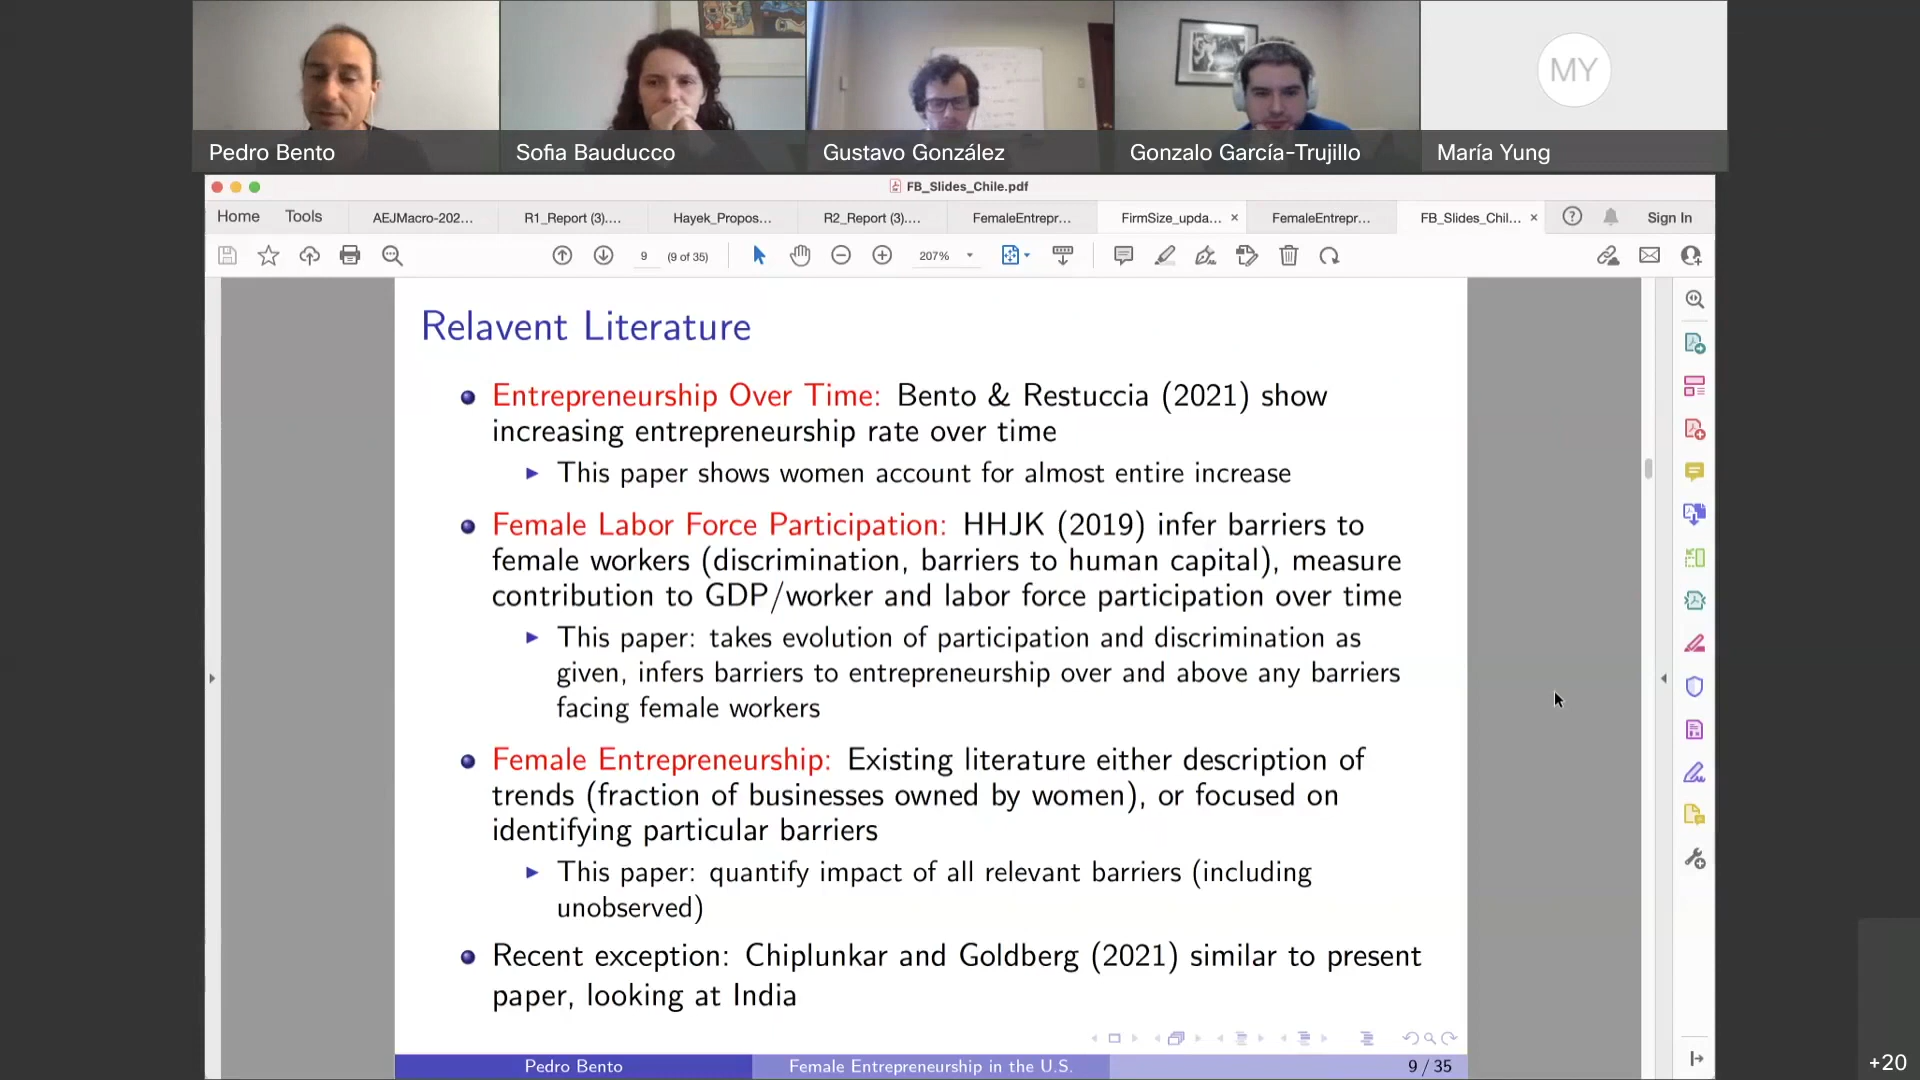 MY
Pedro Bento
Sofia Bauducco
Gustavo González
Gonzalo García-Trujillo
María Yung
FB_Slides_Chile.pdf
Home
Tools
AEJMacro-202...
R1_Report (3)....
Hayek_Propos...
R2_Report (3)....
FemaleEntrepr...
FirmSize_upda...
FemaleEntrepr...
FB_Slides_Chil...
Sign In
9
(9 of 35)
207%
Relavent Literature
Entrepreneurship Over Time: Bento & Restuccia (2021) show
increasing entrepreneurship rate over time
This paper shows women account for almost entire increase
Female Labor Force Participation: HHJK (2019) infer barriers to
female workers (discrimination, barriers to human capital), measure
contribution to GDP/worker and labor force participation over time
This paper: takes evolution of participation and discrimination as
given, infers barriers to entrepreneurship over and above any barriers
facing female workers
Female Entrepreneurship: Existing literature either description of
trends (fraction of businesses owned by women), or focused on
identifying particular barriers
This paper: quantify impact of all relevant barriers (including
unobserved)
Recent exception: Chiplunkar and Goldberg (2021) similar to present
paper, looking at India
Pedro Bento
Female Entrepreneurship in the U.S.
9 / 35
+20